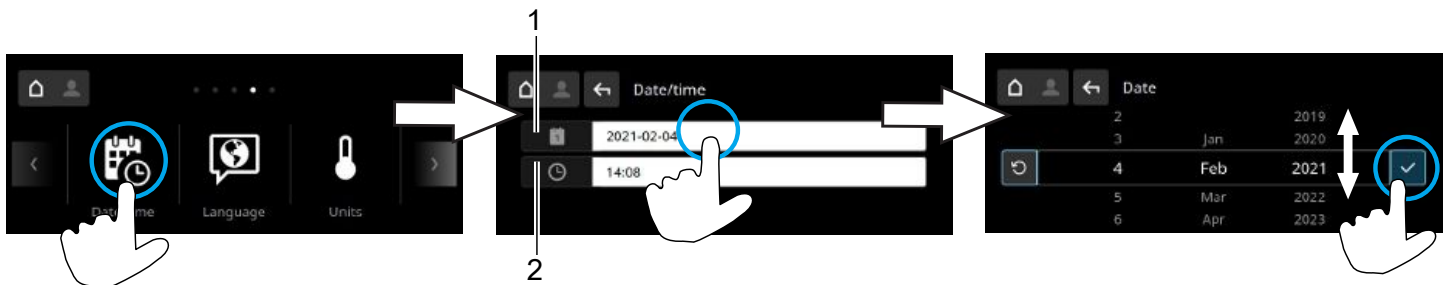 1
Date/time
Language
Units
Date/time
2021-02-04
14:08
2
Date
2 2019
3 Jan 2020
4 Feb 2021
5 Mar 2022
6 Apr 2023